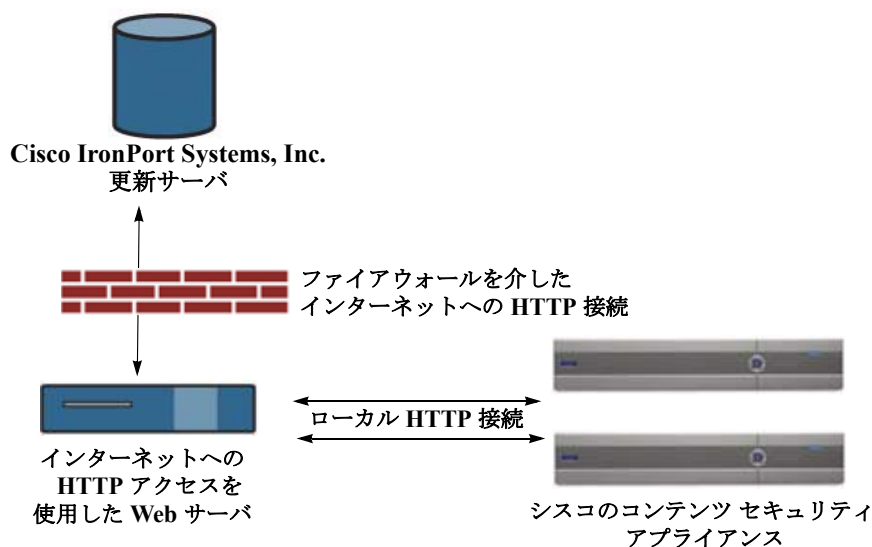 Cisco IronPort Systems, Inc.
更新サーバ
ファイアウォールを介した
インターネットへの HTTP 接続
ローカル HTTP 接続
インターネットへの
HTTP アクセスを
使用した Web サーバ
シスコのコンテンツ セキュリティ
アプライアンス